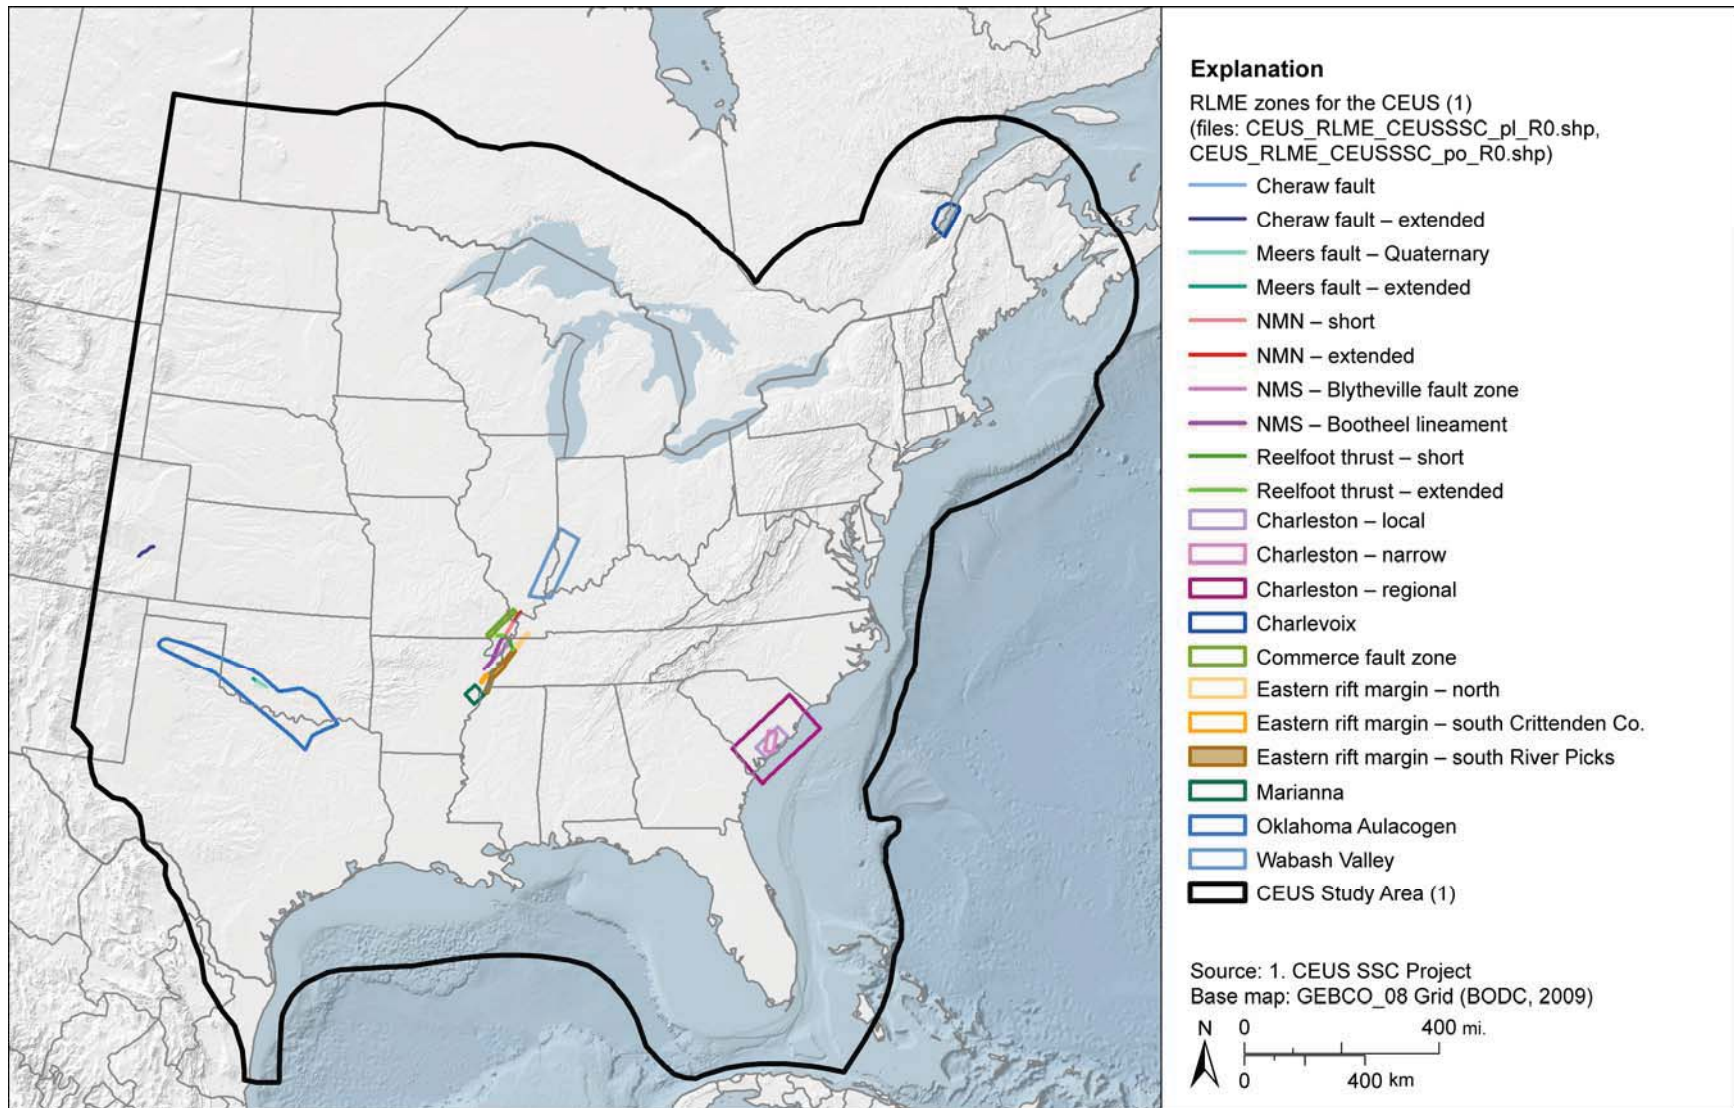 Explanation
RLME zones for the CEUS (1)
(files: CEUS_RLME_CEUSSSC_pl_R0.shp,
CEUS_RLME_CEUSSSC_po_R0.shp)
Cheraw fault
Cheraw fault – extended
Meers fault – Quaternary
Meers fault – extended
NMN – short
NMN – extended
NMS – Blytheville fault zone
NMS – Bootheel lineament
Reelfoot thrust – short
Reelfoot thrust – extended
Charleston – local
Charleston – narrow
Charleston – regional
Charlevoix
Commerce fault zone
Eastern rift margin – north
Eastern rift margin – south Crittenden Co.
Eastern rift margin – south River Picks
Marianna
Oklahoma Aulacogen
Wabash Valley
CEUS Study Area (1)
Source: 1. CEUS SSC Project
Base map: GEBCO_08 Grid (BODC, 2009)
N 0 400 mi.
0 400 km